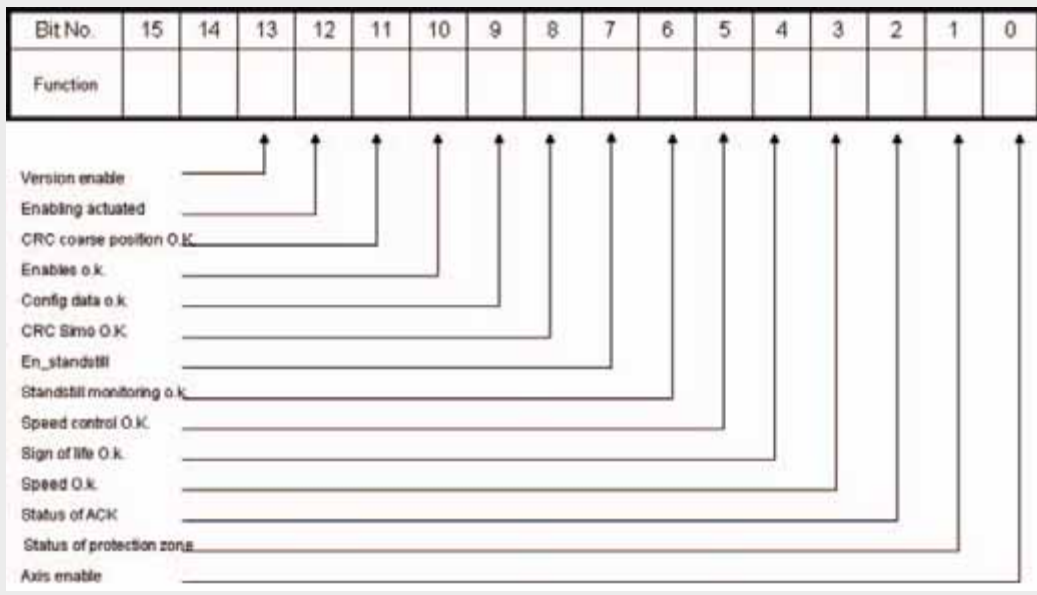 Bit No. 15 14 13 12 11 10 9 8 7 6 5 4 3 2 1 0
Function
Version enable
Enabling actuated
CRC coarse position O.K.
Enables o.k.
Config data o.k.
CRC Simo O.K.
En_standstill
Standstill monitoring o.k.
Speed control O.K.
Sign of life O.k.
Speed O.k.
Status of ACK
Status of protection zone
Axis enable